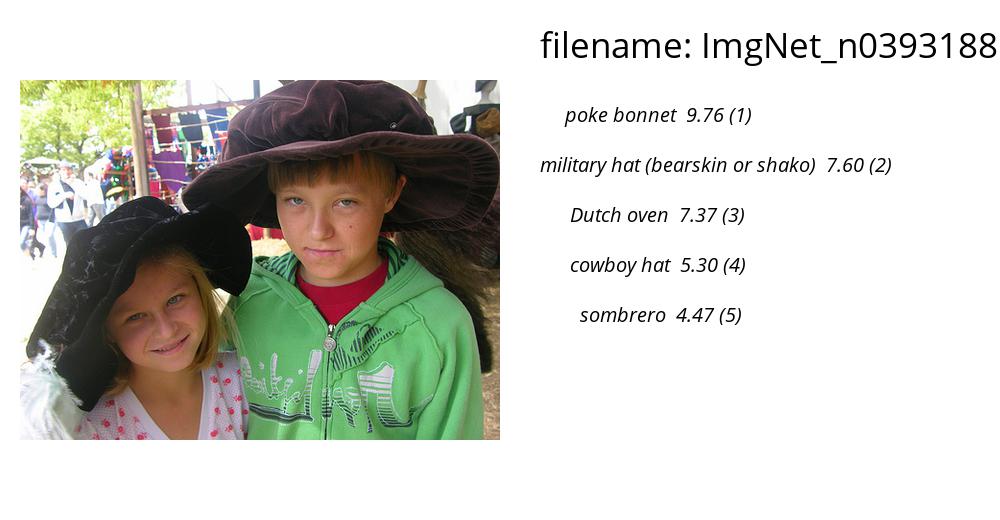 filename: ImgNet_n0393188
poke bonnet 9.76 (1)
military hat (bearskin or shako) 7.60 (2)
Dutch oven 7.37 (3)
cowboy hat 5.30 (4)
sombrero 4.47 (5)